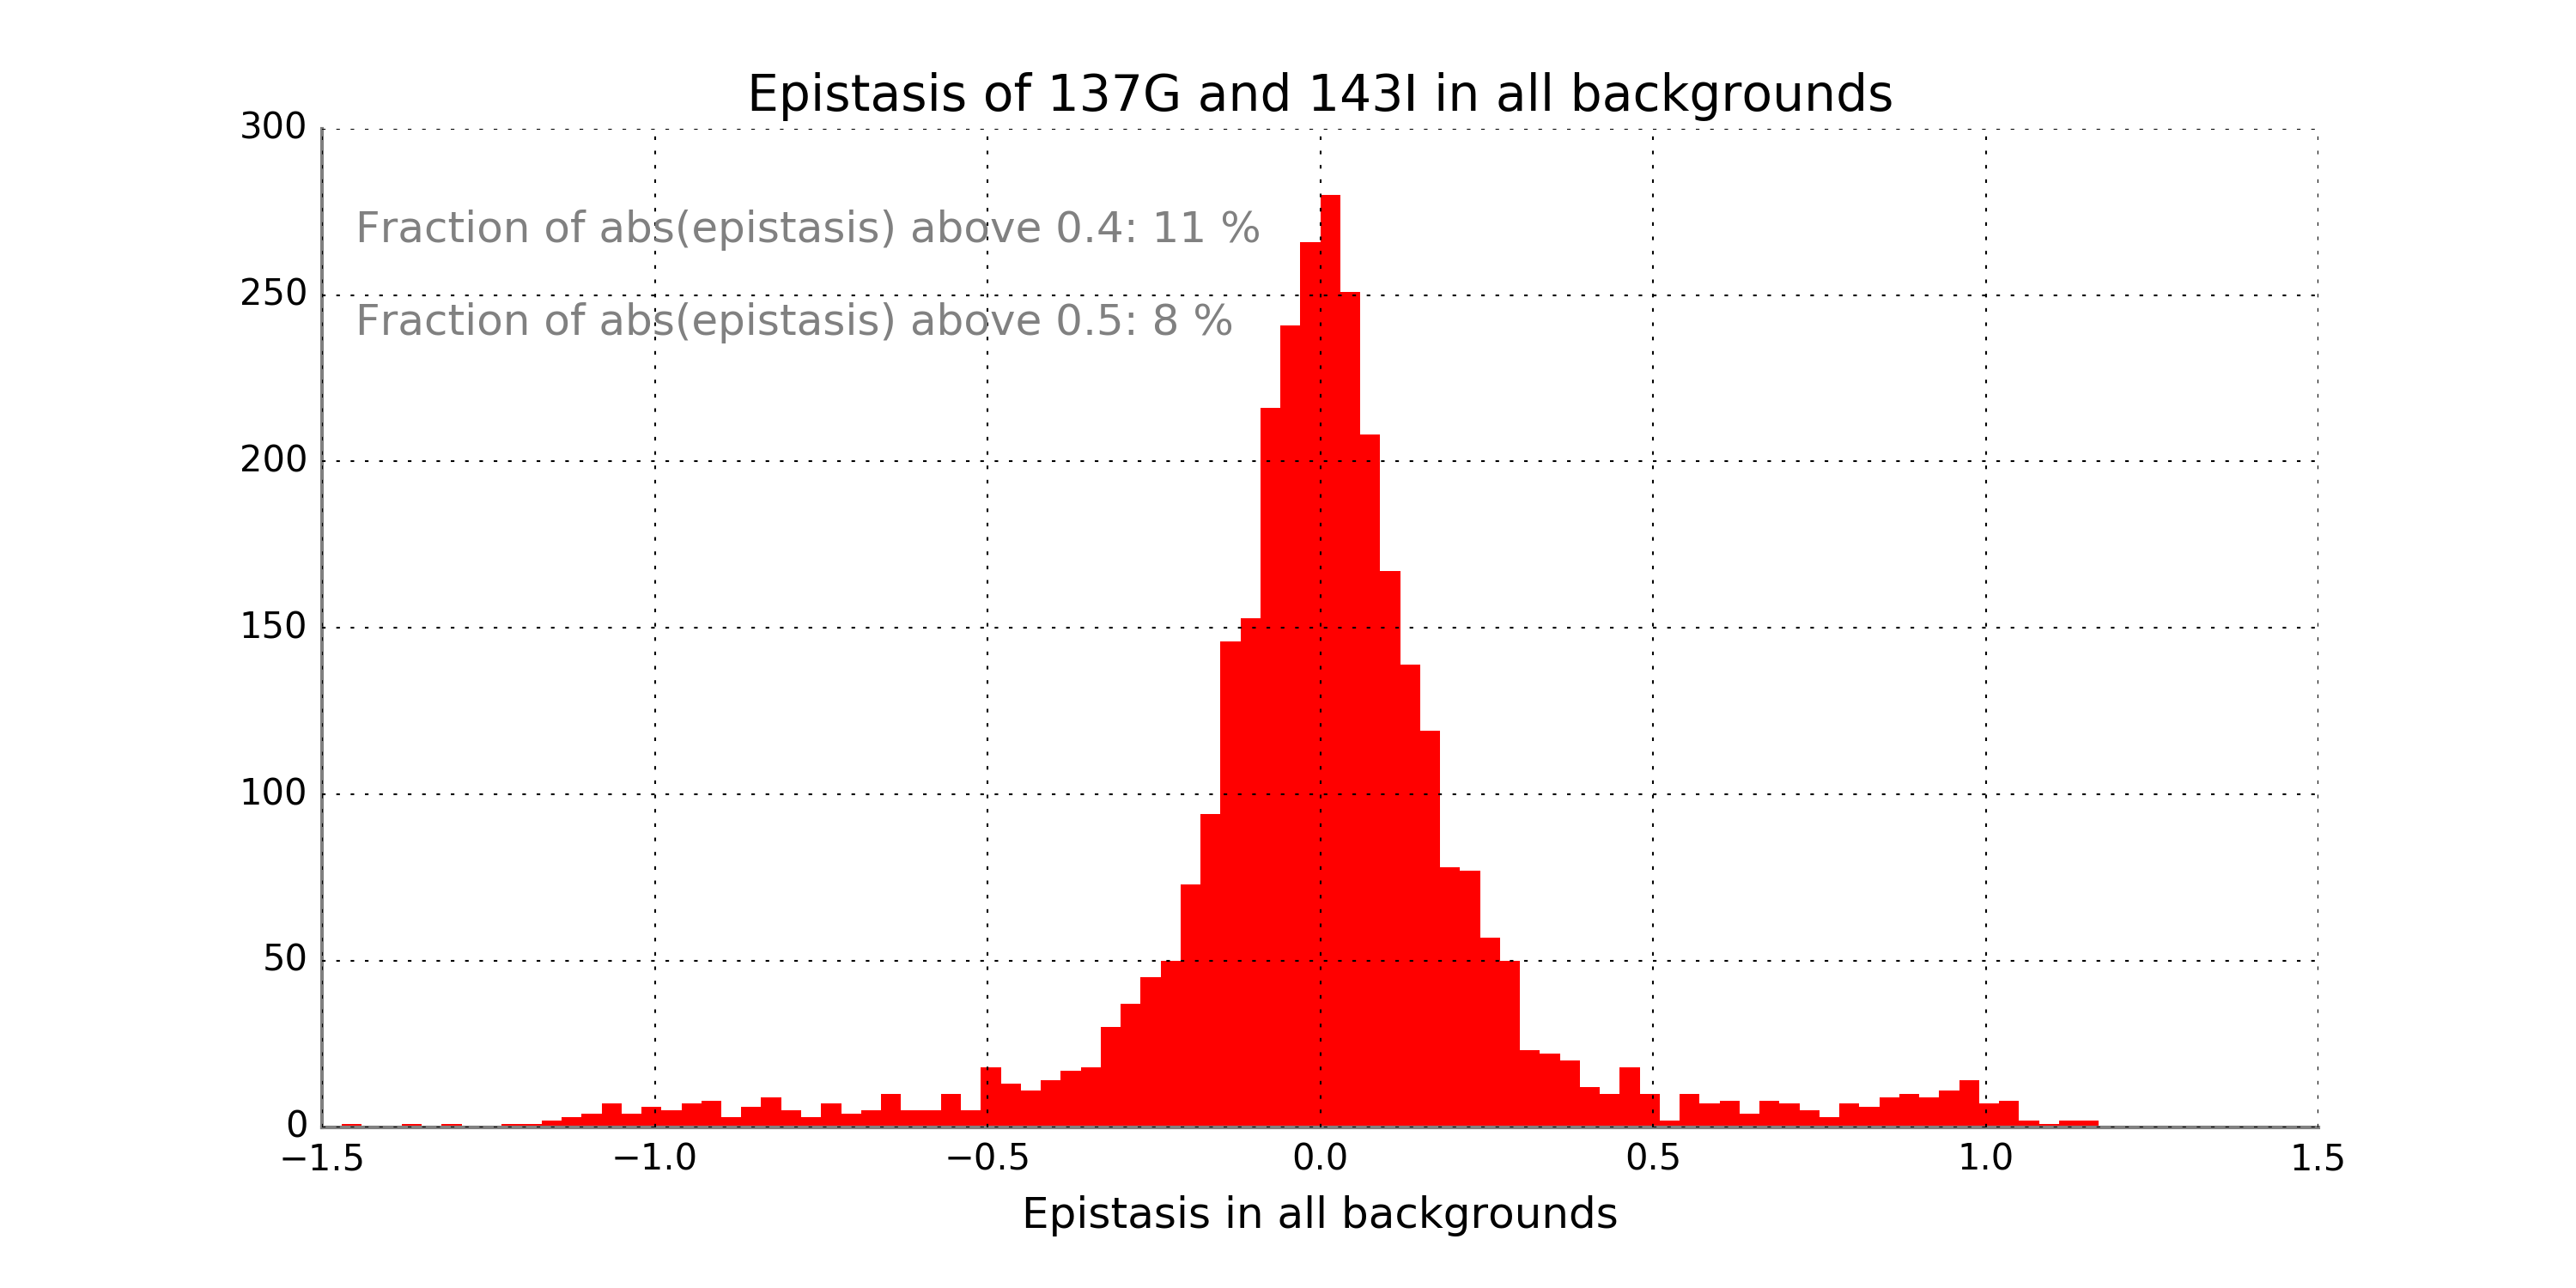 Epistasis of 137G and 143I in all backgrounds
300
Fraction of abs(epistasis) above 0.4: 11 %
250
Fraction of abs(epistasis) above 0.5: 8 %
200
150
100
50
0
−1.5 −1.0 −0.5 0.0 0.5 1.0 1.5
Epistasis in all backgrounds